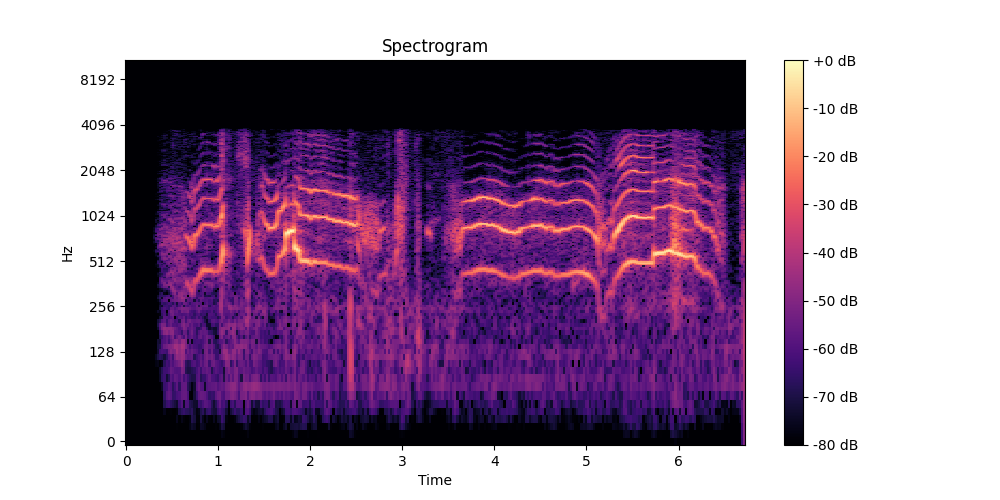 Spectrogram
Hz
8192
4096
2048
1024
512
256
128
64
0
0 1 2 3 4 5 6
Time
+0 dB
-10 dB
-20 dB
-30 dB
-40 dB
-50 dB
-60 dB
-70 dB
-80 dB